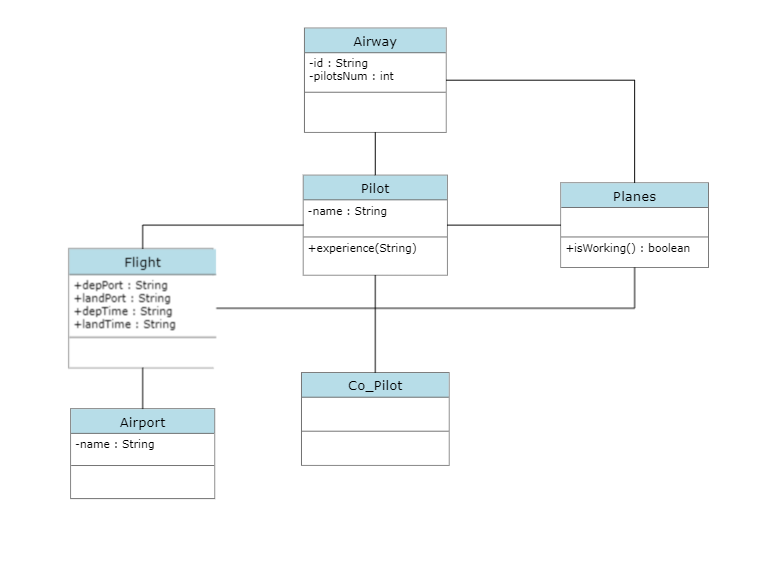 Airway
-id : String
-pilotsNum : int
Pilot
-name : String
+experience(String)
Planes
+isWorking() : boolean
Flight
+depPort : String
+landPort : String
+depTime : String
+landTime : String
Co_Pilot
Airport
-name : String